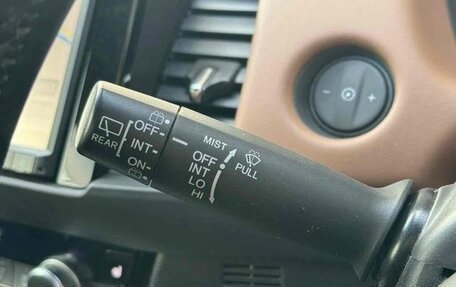 REAR
OFF
INT
ON
MIST
OFF
INT
LO
HI
PULL
- +